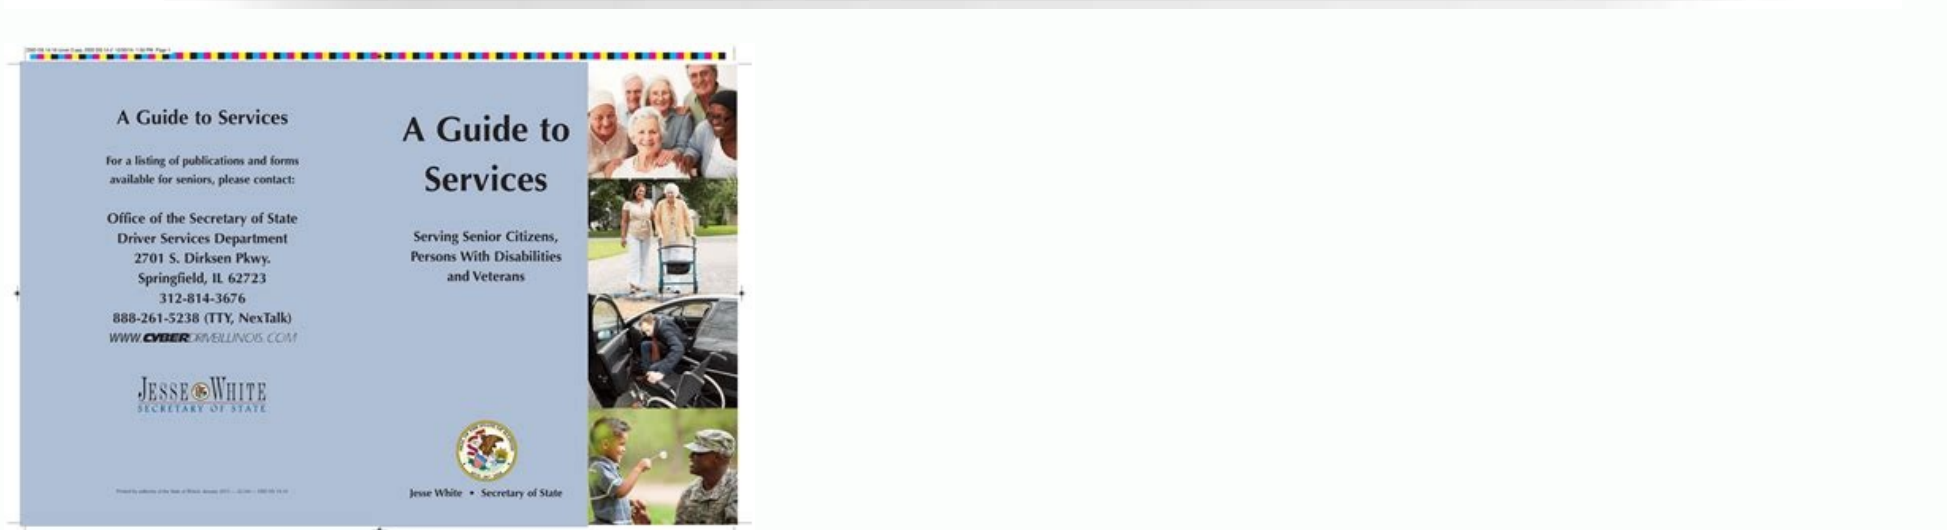 A Guide to Services
For a listing of publications and forms
available for seniors, please contact:
Office of the Secretary of State
Driver Services Department
2701 S. Dirksen Pkwy.
Springfield, IL 62723
312-814-3676
888-261-5238 (TTY, NexTalk)
WWW.CYBERDRIVEILLINOIS.COM
JESSE WHITE
SECRETARY OF STATE
A Guide to
Services
Serving Senior Citizens,
Persons With Disabilities
and Veterans
Jesse White • Secretary of State